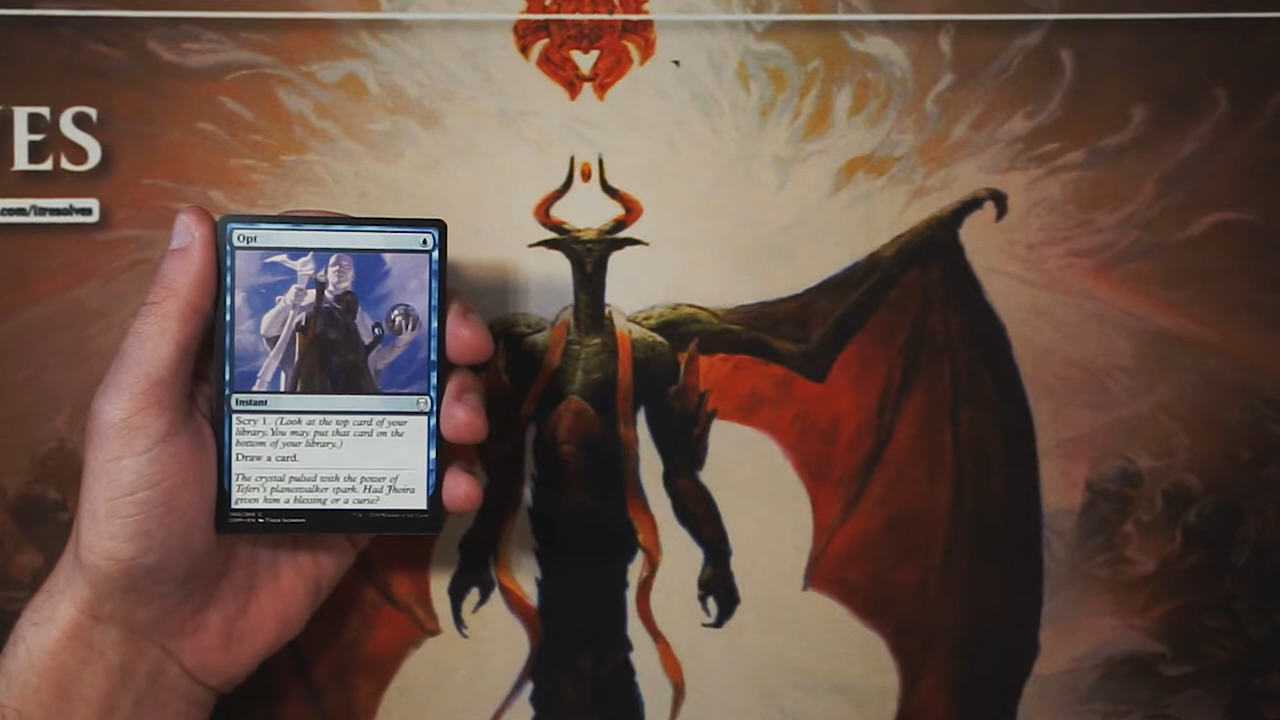 ES
.com/itresolves
Opt
Instant
Scry 1. (Look at the top card of your
library. You may put that card on the
bottom of your library.)
Draw a card.
The crystal pulsed with the power of
Teferi's planeswalker spark. Had Jhoira
given him a blessing or a curse?